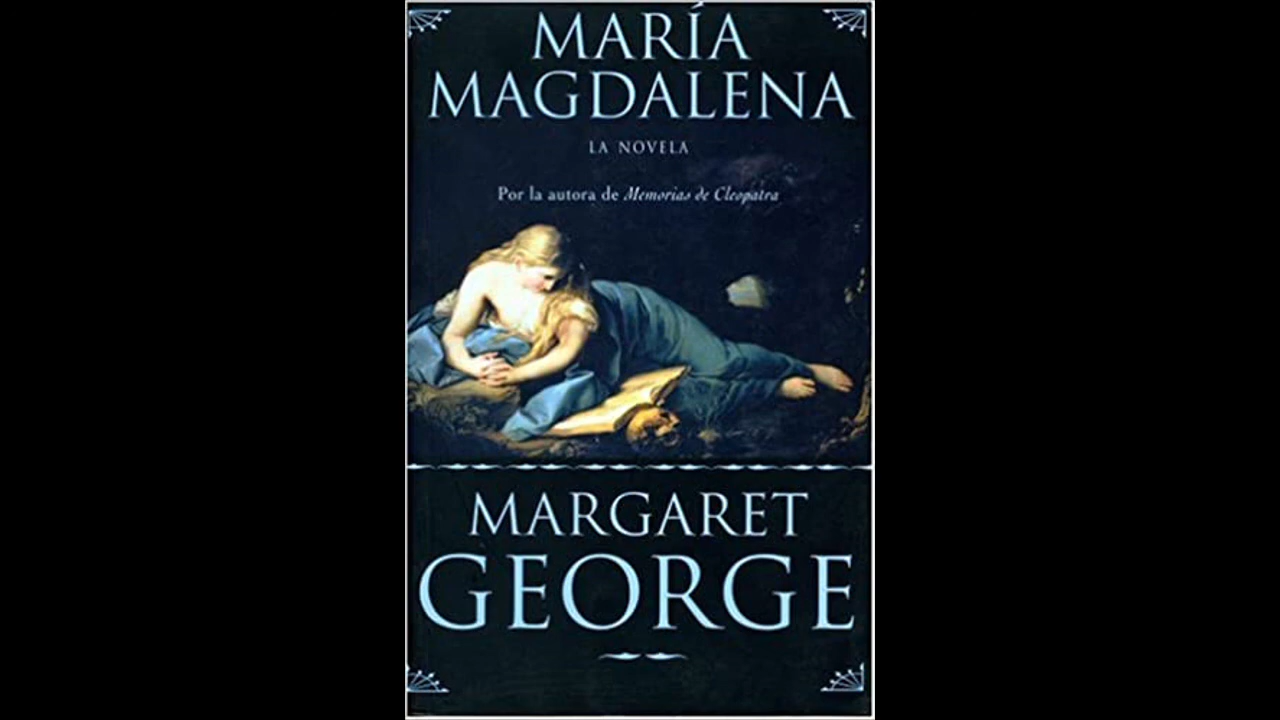 MARÍA
MAGDALENA
LA NOVELA
Por la autora de Memorias de Cleopatra
MARGARET
GEORGE